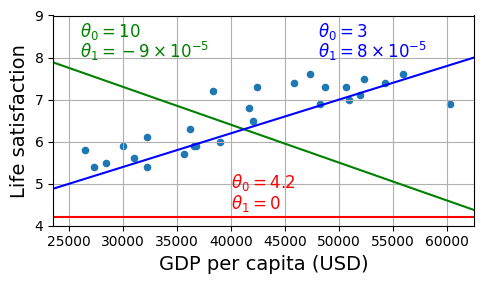 9
8
7
6
5
4
Life satisfaction
θ₀ = 10
θ₁ = −9 × 10⁻⁵
θ₀ = 3
θ₁ = 8 × 10⁻⁵
θ₀ = 4.2
θ₁ = 0
25000 30000 35000 40000 45000 50000 55000 60000
GDP per capita (USD)